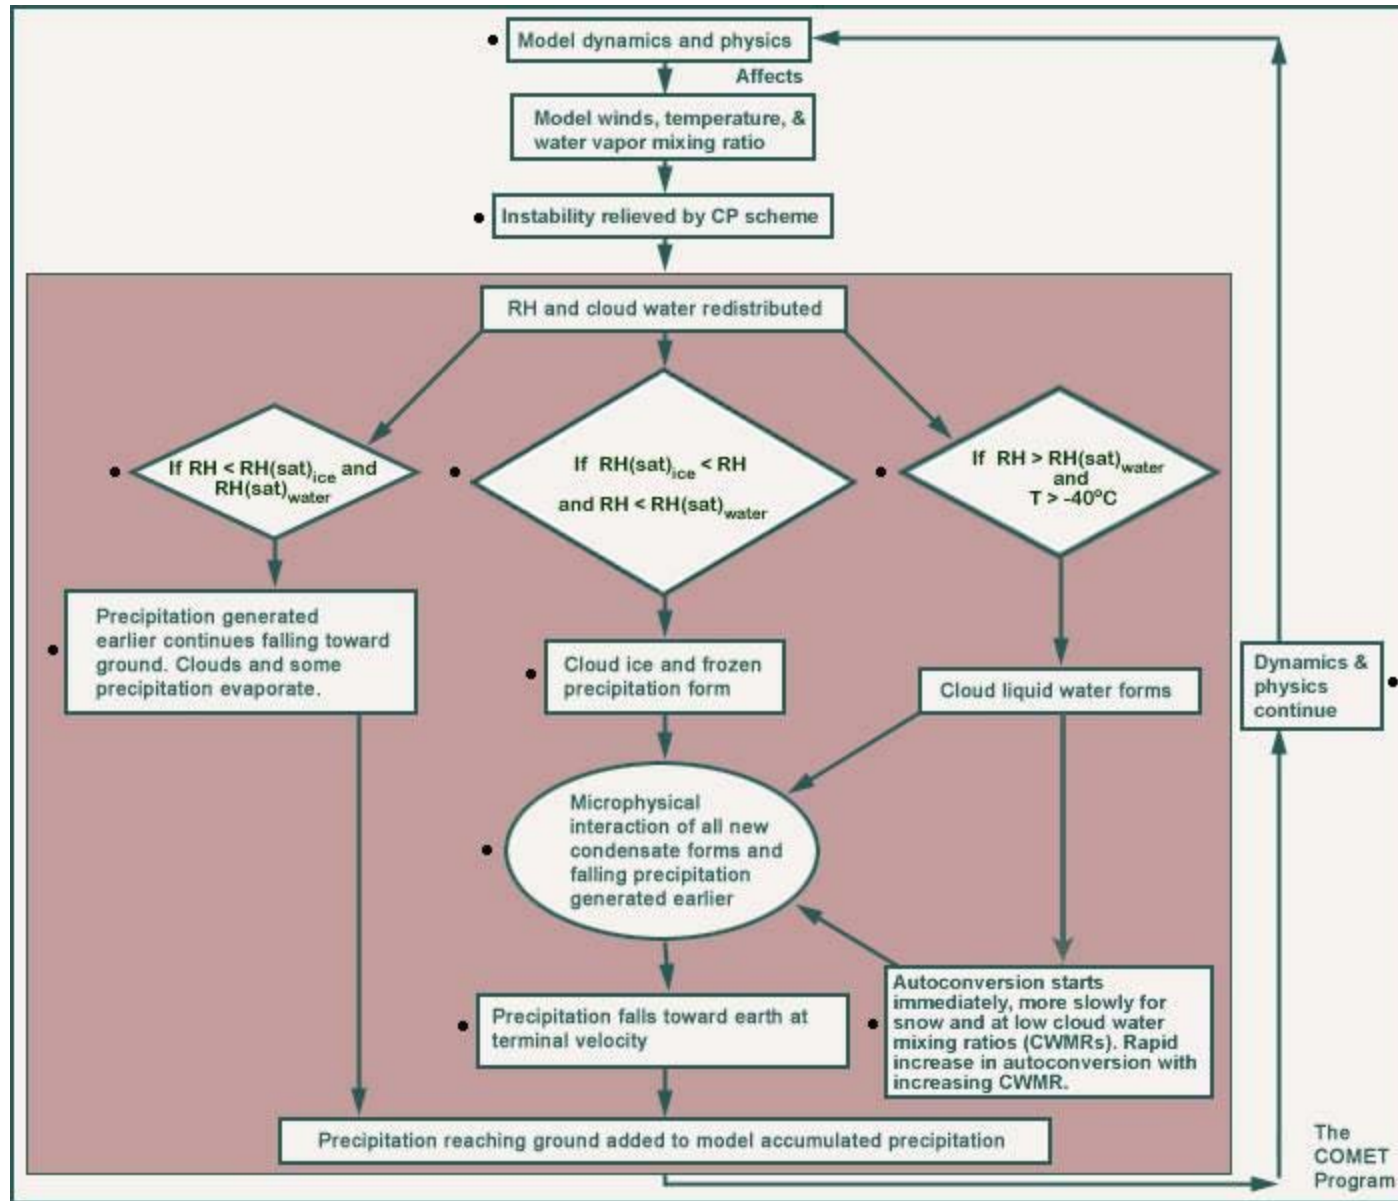 Model dynamics and physics
Affects
Model winds, temperature, &
water vapor mixing ratio
Instability relieved by CP scheme
RH and cloud water redistributed
If RH < RH(sat)ice and
RH(sat)water
If RH(sat)ice < RH
and RH < RH(sat)water
If RH > RH(sat)water
and
T > -40°C
Precipitation generated
earlier continues falling toward
ground. Clouds and some
precipitation evaporate.
Cloud ice and frozen
precipitation form
Cloud liquid water forms
Dynamics &
physics
continue
Microphysical
interaction of all new
condensate forms and
falling precipitation
generated earlier
Precipitation falls toward earth at
terminal velocity
Autoconversion starts
immediately, more slowly for
snow and at low cloud water
mixing ratios (CWMRs). Rapid
increase in autoconversion with
increasing CWMR.
Precipitation reaching ground added to model accumulated precipitation
The
COMET
Program